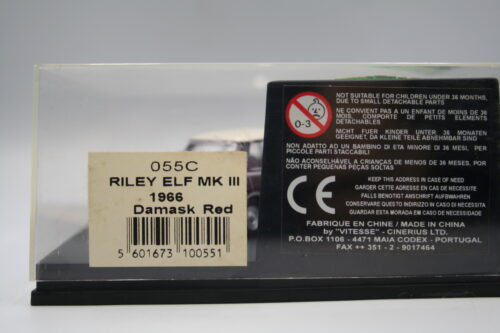 055C
RILEY ELF MK III
1966
Damask Red
5 601673 100551
0-3
NOT SUITABLE FOR CHILDREN UNDER 36 MONTHS,
DUE TO SMALL DETACHABLE PARTS
NE CONVIENT PAS A UN ENFANT DE MOINS DE 36
MOIS, COMPORTE DE PETITS ELEMENTS
DETACHABLES
NICHT FUER KINDER UNTER 36 MONATEN
GEEIGNET, DA KLEINE TEILE ABNEHMBAR SIND
NON ADATTO AD UN BAMBINO DI ETA MINORE DI 36 MESI, PER
PICCOLE PARTI STACCABILI
NÃO ACONSELHÁVEL A CRIANÇAS DE MENOS DE 36 MESES, POR
CONTER PEQUENAS PEÇAS SOLTAS
CE
KEEP THIS ADDRESS IN CASE OF NEED
GARDER CETTE ADRESSE EN CAS DE NECESSITE
FALLS BENÖTIGT ANSCHRIFT AUFBEWAHREN
CONSERVARE QUESTO INDIRIZZO IN CASO DI NECESSITÀ
GUARDAR ESTA MORADA EM CASO DE NECESSIDADE
FABRIQUE EN CHINE / MADE IN CHINA
by "VITESSE" - CINERIUS LTD.
P.O.BOX 1106 - 4471 MAIA CODEX - PORTUGAL
FAX ++ 351 - 2 - 9017464